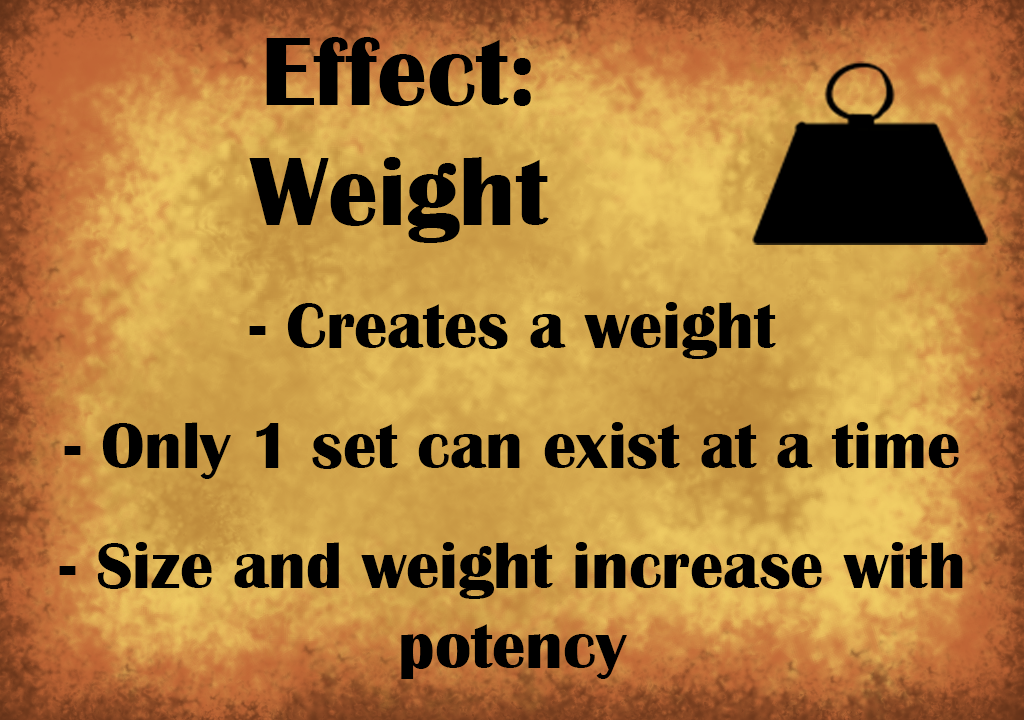 Effect:
Weight
- Creates a weight
- Only 1 set can exist at a time
- Size and weight increase with
potency